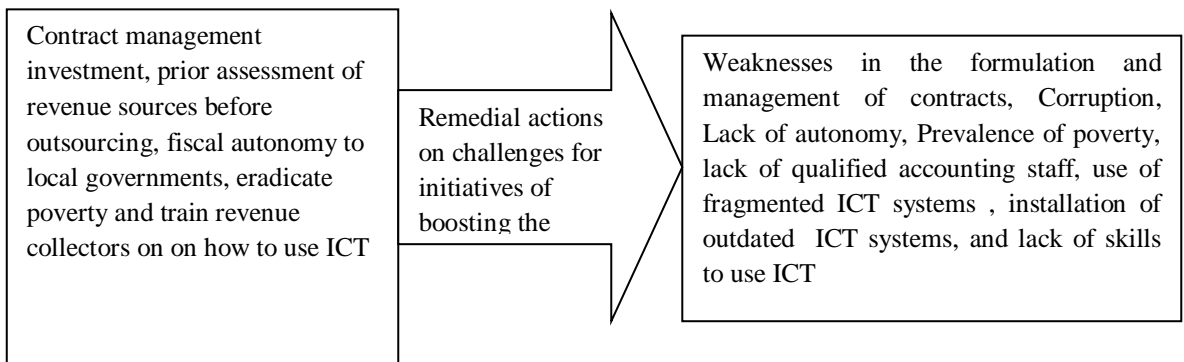 Contract management
investment, prior assessment of
revenue sources before
outsourcing, fiscal autonomy to
local governments, eradicate
poverty and train revenue
collectors on on how to use ICT
Remedial actions
on challenges for
initiatives of
boosting the
Weaknesses in the formulation and
management of contracts, Corruption,
Lack of autonomy, Prevalence of poverty,
lack of qualified accounting staff, use of
fragmented ICT systems , installation of
outdated ICT systems, and lack of skills
to use ICT